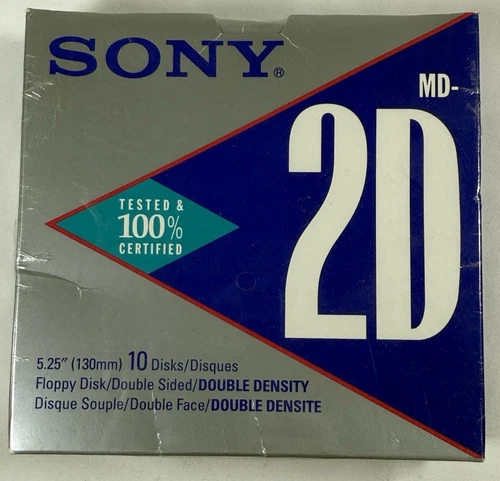 SONY®
MD-
2D
TESTED &
100%
CERTIFIED
5.25″ (130mm) 10 Disks/Disques
Floppy Disk/Double Sided/DOUBLE DENSITY
Disque Souple/Double Face/DOUBLE DENSITE